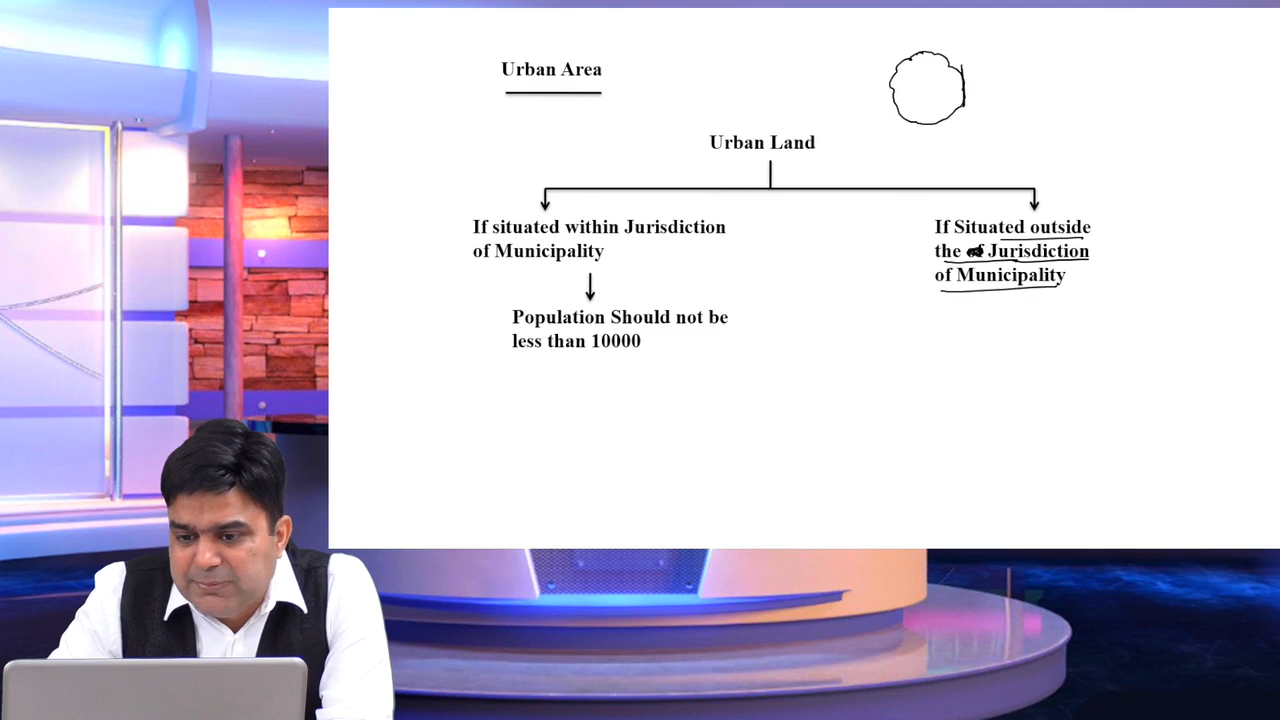 Urban Area
Urban Land
If situated within Jurisdiction
of Municipality
Population Should not be
less than 10000
If Situated outside
the Jurisdiction
of Municipality